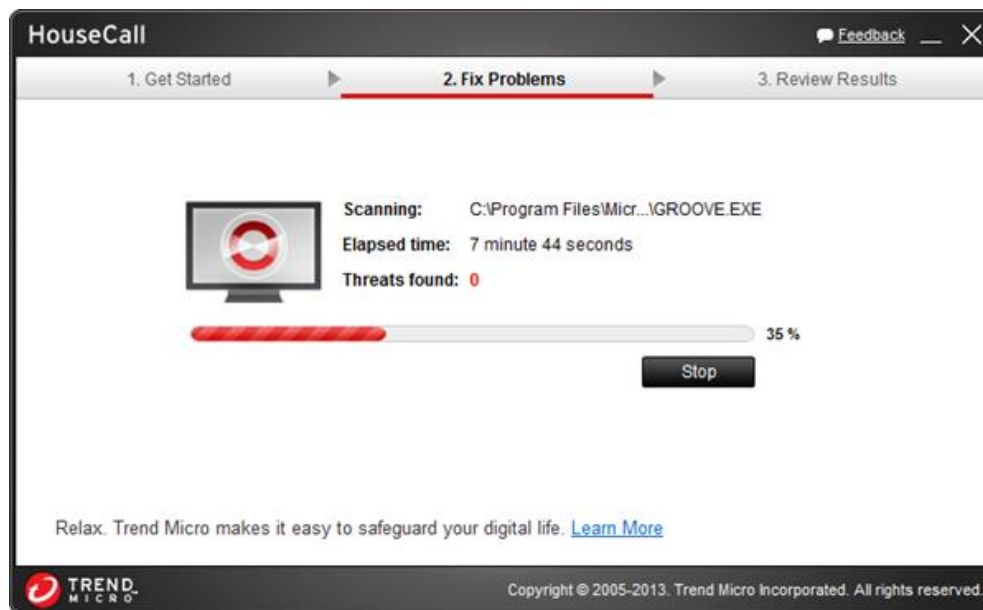 HouseCall
Feedback
1. Get Started 2. Fix Problems 3. Review Results
Scanning: C:\Program Files\Micr...\GROOVE.EXE
Elapsed time: 7 minute 44 seconds
Threats found: 0
35 %
Stop
Relax. Trend Micro makes it easy to safeguard your digital life. Learn More
TREND
MICRO
Copyright © 2005-2013. Trend Micro Incorporated. All rights reserved.